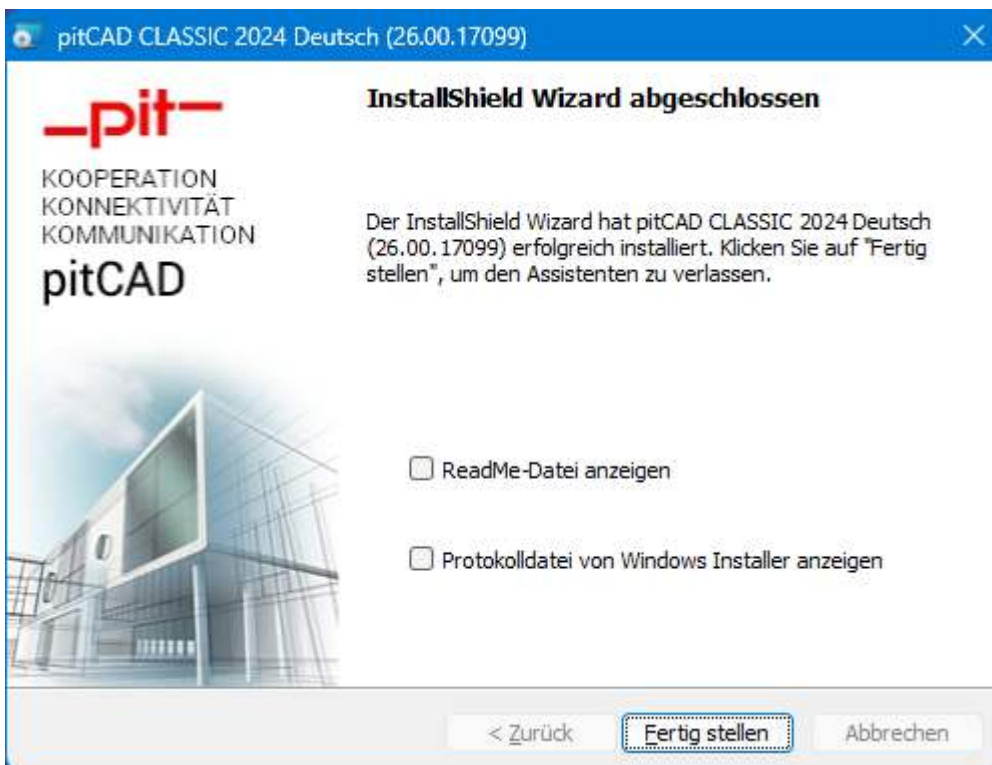 pitCAD CLASSIC 2024 Deutsch (26.00.17099)
pit
KOOPERATION
KONNEKTIVITÄT
KOMMUNIKATION
pitCAD
InstallShield Wizard abgeschlossen
Der InstallShield Wizard hat pitCAD CLASSIC 2024 Deutsch
(26.00.17099) erfolgreich installiert. Klicken Sie auf "Fertig
stellen", um den Assistenten zu verlassen.
ReadMe-Datei anzeigen
Protokolldatei von Windows Installer anzeigen
< Zurück
Fertig stellen
Abbrechen